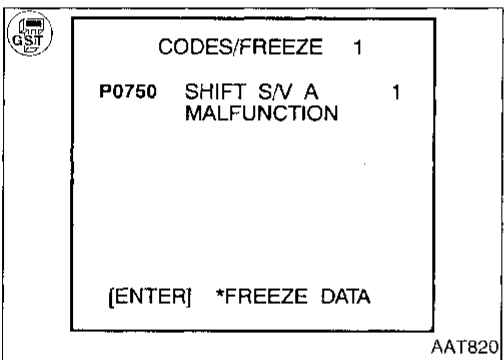 GST
CODES/FREEZE 1
P0750 SHIFT S/V A 1
MALFUNCTION
[ENTER] *FREEZE DATA
AAT820